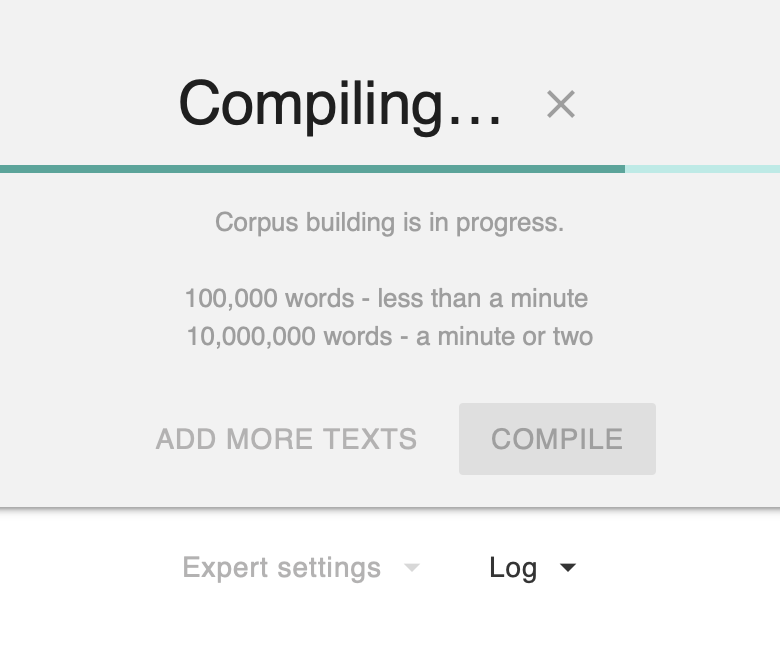 Compiling…
Corpus building is in progress.
100,000 words - less than a minute
10,000,000 words - a minute or two
ADD MORE TEXTS COMPILE
Expert settings Log